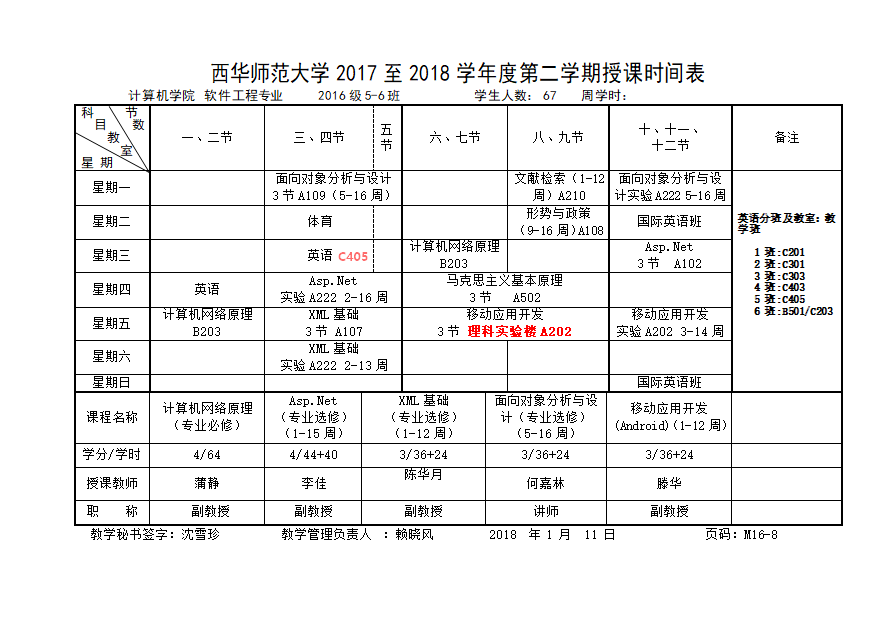 西华师范大学 2017 至 2018 学年度第二学期授课时间表
计算机学院 软件工程专业 2016 级 5-6 班 学生人数： 67 周学时：
科 节
目 数
教
室
星 期
一、二节 三、四节 五节 六、七节 八、九节 十、十一、 备注
十二节
星期一 面向对象分析与设计 文献检索（1-12 面向对象分析与设
3 节 A109（5-16 周） 周）A210 计实验 A222 5-16 周
星期二 体育 形势与政策 国际英语班
（9-16 周）A108
星期三 英语 C405 计算机网络原理 Asp.Net
B203 3 节 A102
星期四 英语 Asp.Net 马克思主义基本原理
实验 A222 2-16 周 3 节 A502
星期五 计算机网络原理 XML 基础 移动应用开发 移动应用开发
B203 3 节 A107 3 节 理科实验楼 A202 实验 A202 3-14 周
星期六 XML 基础
实验 A222 2-13 周
星期日 国际英语班
英语分班及教室：教
学班
1 班:C201
2 班:C301
3 班:C303
4 班:C403
5 班:C405
6 班:B501/C203
课程名称 计算机网络原理 Asp.Net XML 基础 面向对象分析与设 移动应用开发
（专业必修） （专业选修） （专业选修） 计（专业选修） (Android)（1-12 周）
（1-15 周） （1-12 周） （5-16 周）
学分/学时 4/64 4/44+40 3/36+24 3/36+24 3/36+24
授课教师 蒲静 李佳 陈华月 何嘉林 滕华
职 称 副教授 副教授 副教授 讲师 副教授
教学秘书签字：沈雪珍 教学管理负责人 ：赖晓风 2018 年 1 月 11 日 页码：M16-8